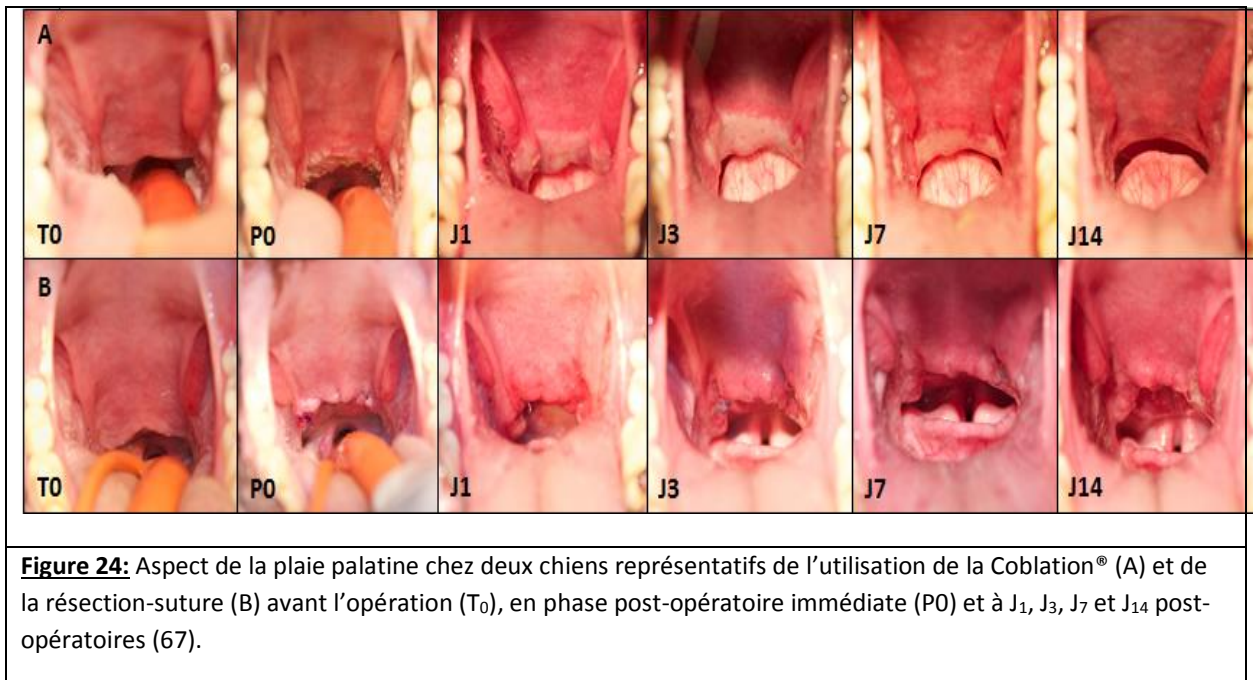 A
T0 P0 J1 J3 J7 J14
B
T0 P0 J1 J3 J7 J14
Figure 24: Aspect de la plaie palatine chez deux chiens représentatifs de l’utilisation de la Coblation® (A) et de
la résection-suture (B) avant l’opération (T₀), en phase post-opératoire immédiate (P0) et à J₁, J₃, J₇ et J₁₄ post-
opératoires (67).